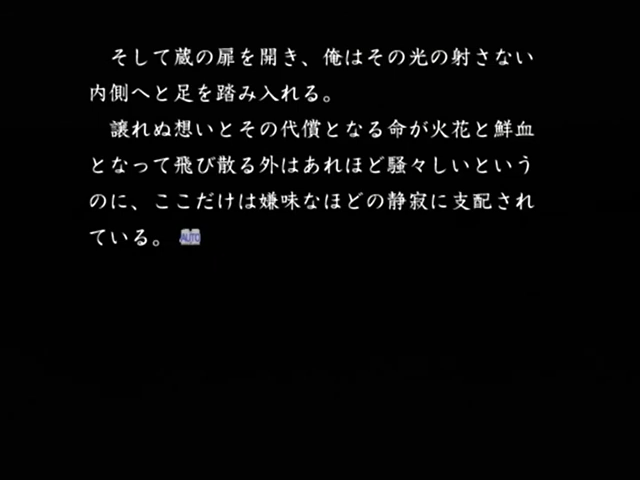 そして蔵の扉を開き、俺はその光の射さない
内側へと足を踏み入れる。
　譲れぬ想いとその代償となる命が火花と鮮血
となって飛び散る外はあれほど騒々しいという
のに、ここだけは嫌味なほどの静寂に支配され
ている。 AUTO